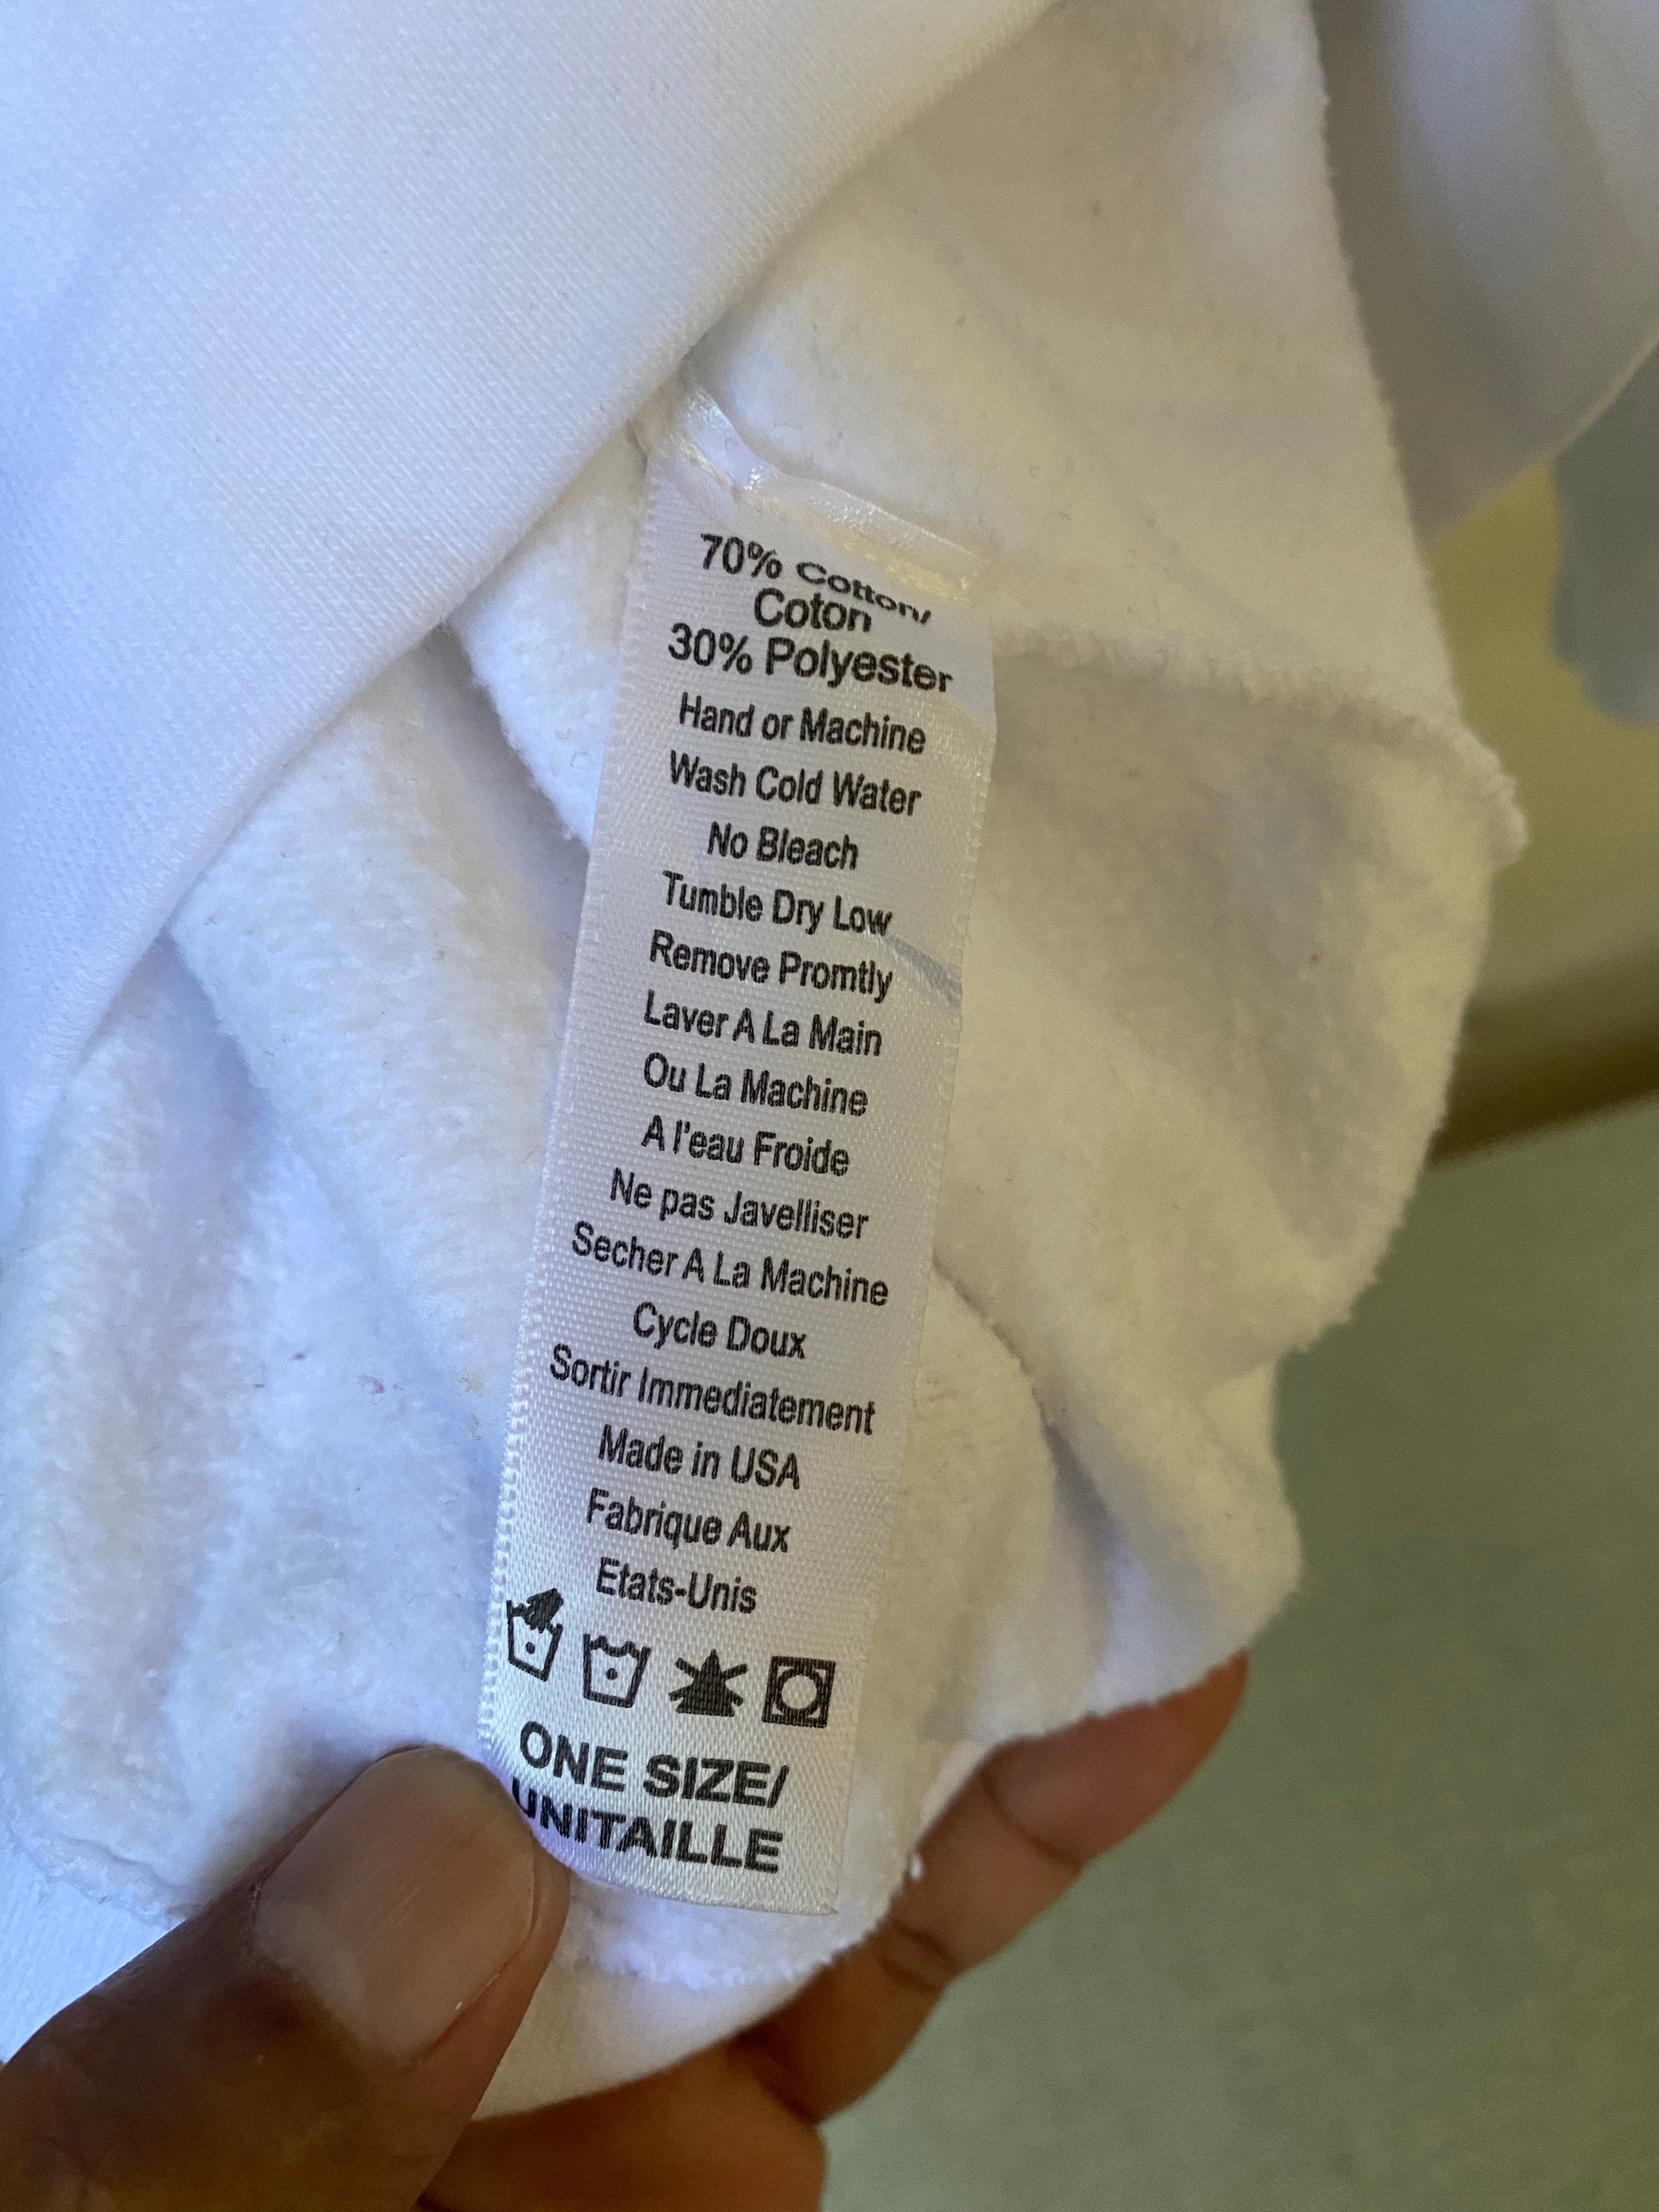 70% Cotton/
Coton
30% Polyester
Hand or Machine
Wash Cold Water
No Bleach
Tumble Dry Low
Remove Promtly
Laver A La Main
Ou La Machine
A l'eau Froide
Ne pas Javelliser
Secher A La Machine
Cycle Doux
Sortir Immediatement
Made in USA
Fabrique Aux
Etats-Unis
ONE SIZE/
UNITAILLE